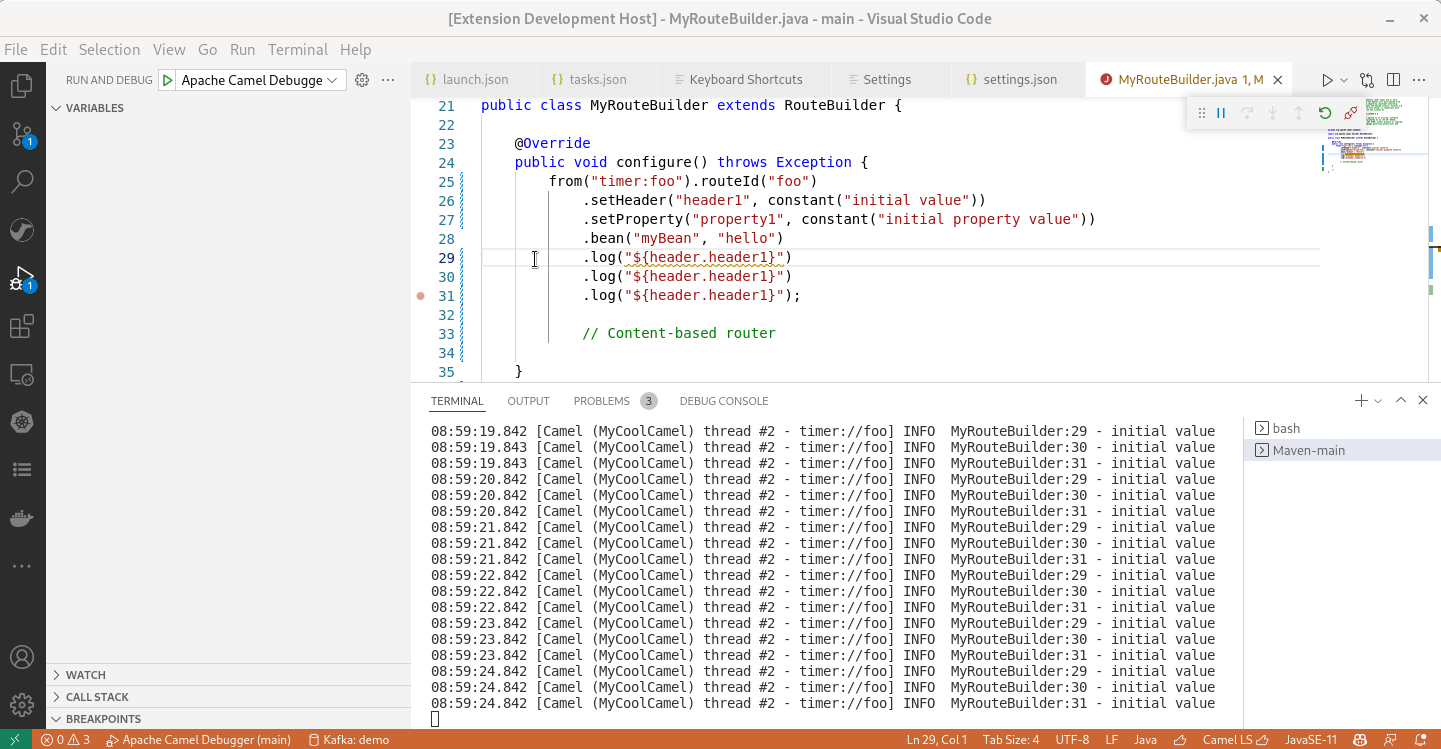 [Extension Development Host] - MyRouteBuilder.java - main - Visual Studio Code
File Edit Selection View Go Run Terminal Help
RUN AND DEBUG Apache Camel Debugge
launch.json tasks.json Keyboard Shortcuts Settings settings.json MyRouteBuilder.java 1, M
VARIABLES
1
1
21 public class MyRouteBuilder extends RouteBuilder {
22
23 @Override
24 public void configure() throws Exception {
25 from("timer:foo").routeId("foo")
26 .setHeader("header1", constant("initial value"))
27 .setProperty("property1", constant("initial property value"))
28 .bean("myBean", "hello")
29 .log("${header.header1}")
30 .log("${header.header1}")
31 .log("${header.header1}");
32
33 // Content-based router
34
35 }
TERMINAL OUTPUT PROBLEMS 3 DEBUG CONSOLE
08:59:19.842 [Camel (MyCoolCamel) thread #2 - timer://foo] INFO  MyRouteBuilder:29 - initial value
08:59:19.843 [Camel (MyCoolCamel) thread #2 - timer://foo] INFO  MyRouteBuilder:30 - initial value
08:59:19.843 [Camel (MyCoolCamel) thread #2 - timer://foo] INFO  MyRouteBuilder:31 - initial value
08:59:20.842 [Camel (MyCoolCamel) thread #2 - timer://foo] INFO  MyRouteBuilder:29 - initial value
08:59:20.842 [Camel (MyCoolCamel) thread #2 - timer://foo] INFO  MyRouteBuilder:30 - initial value
08:59:20.842 [Camel (MyCoolCamel) thread #2 - timer://foo] INFO  MyRouteBuilder:31 - initial value
08:59:21.842 [Camel (MyCoolCamel) thread #2 - timer://foo] INFO  MyRouteBuilder:29 - initial value
08:59:21.842 [Camel (MyCoolCamel) thread #2 - timer://foo] INFO  MyRouteBuilder:30 - initial value
08:59:21.842 [Camel (MyCoolCamel) thread #2 - timer://foo] INFO  MyRouteBuilder:31 - initial value
08:59:22.842 [Camel (MyCoolCamel) thread #2 - timer://foo] INFO  MyRouteBuilder:29 - initial value
08:59:22.842 [Camel (MyCoolCamel) thread #2 - timer://foo] INFO  MyRouteBuilder:30 - initial value
08:59:22.842 [Camel (MyCoolCamel) thread #2 - timer://foo] INFO  MyRouteBuilder:31 - initial value
08:59:23.842 [Camel (MyCoolCamel) thread #2 - timer://foo] INFO  MyRouteBuilder:29 - initial value
08:59:23.842 [Camel (MyCoolCamel) thread #2 - timer://foo] INFO  MyRouteBuilder:30 - initial value
08:59:23.842 [Camel (MyCoolCamel) thread #2 - timer://foo] INFO  MyRouteBuilder:31 - initial value
08:59:24.842 [Camel (MyCoolCamel) thread #2 - timer://foo] INFO  MyRouteBuilder:29 - initial value
08:59:24.842 [Camel (MyCoolCamel) thread #2 - timer://foo] INFO  MyRouteBuilder:30 - initial value
08:59:24.842 [Camel (MyCoolCamel) thread #2 - timer://foo] INFO  MyRouteBuilder:31 - initial value
bash
Maven-main
WATCH
CALL STACK
BREAKPOINTS
0 3 Apache Camel Debugger (main) Kafka: demo Ln 29, Col 1 Tab Size: 4 UTF-8 LF Java Camel LS JavaSE-11